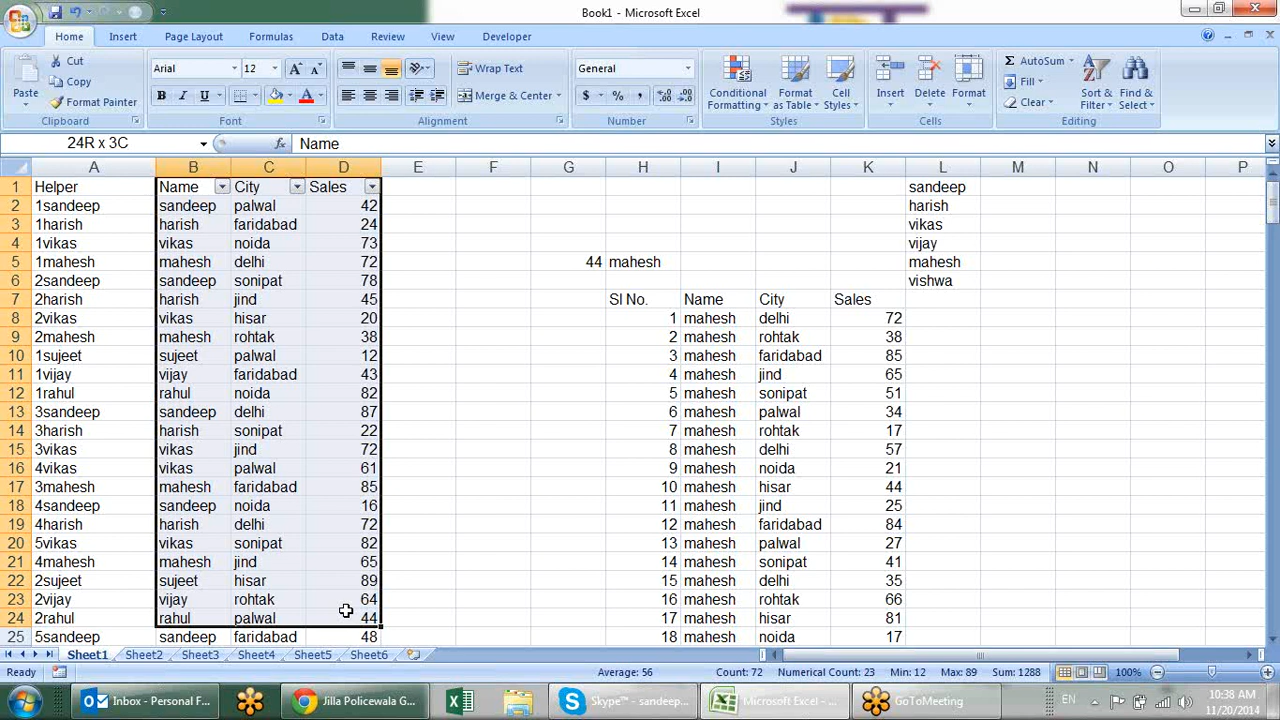 Book1 - Microsoft Excel
Home Insert Page Layout Formulas Data Review View Developer
Paste Cut Copy Format Painter Clipboard
Arial 12 B I U A A A Font
Wrap Text Merge & Center Alignment
General $ % , Number
Conditional Formatting Format as Table Cell Styles Styles
Insert Delete Format Cells
Σ AutoSum Fill Clear Sort & Filter Find & Select Editing
24R x 3C fx Name
A B C D E F G H I J K L M N O P
1 Helper Name City Sales sandeep
2 1sandeep sandeep palwal 42 harish
3 1harish harish faridabad 24 vikas
4 1vikas vikas noida 73 vijay
5 1mahesh mahesh delhi 72 44 mahesh mahesh
6 2sandeep sandeep sonipat 78 vishwa
7 2harish harish jind 45 Sl No. Name City Sales
8 2vikas vikas hisar 20 1 mahesh delhi 72
9 2mahesh mahesh rohtak 38 2 mahesh rohtak 38
10 1sujeet sujeet palwal 12 3 mahesh faridabad 85
11 1vijay vijay faridabad 43 4 mahesh jind 65
12 1rahul rahul noida 82 5 mahesh sonipat 51
13 3sandeep sandeep delhi 87 6 mahesh palwal 34
14 3harish harish sonipat 22 7 mahesh rohtak 17
15 3vikas vikas jind 72 8 mahesh delhi 57
16 4vikas vikas palwal 61 9 mahesh noida 21
17 3mahesh mahesh faridabad 85 10 mahesh hisar 44
18 4sandeep sandeep noida 16 11 mahesh jind 25
19 4harish harish delhi 72 12 mahesh faridabad 84
20 5vikas vikas sonipat 82 13 mahesh palwal 27
21 4mahesh mahesh jind 65 14 mahesh sonipat 41
22 2sujeet sujeet hisar 89 15 mahesh delhi 35
23 2vijay vijay rohtak 64 16 mahesh rohtak 66
24 2rahul rahul palwal 44 17 mahesh hisar 81
25 5sandeep sandeep faridabad 48 18 mahesh noida 17
Sheet1 Sheet2 Sheet3 Sheet4 Sheet5 Sheet6
Ready Average: 56 Count: 72 Numerical Count: 23 Min: 12 Max: 89 Sum: 1288 100%
Inbox - Personal F... Jilla Policewala G... Skype™ - sandeep... Microsoft Excel - ... GoToMeeting EN 10:38 AM
11/20/2014